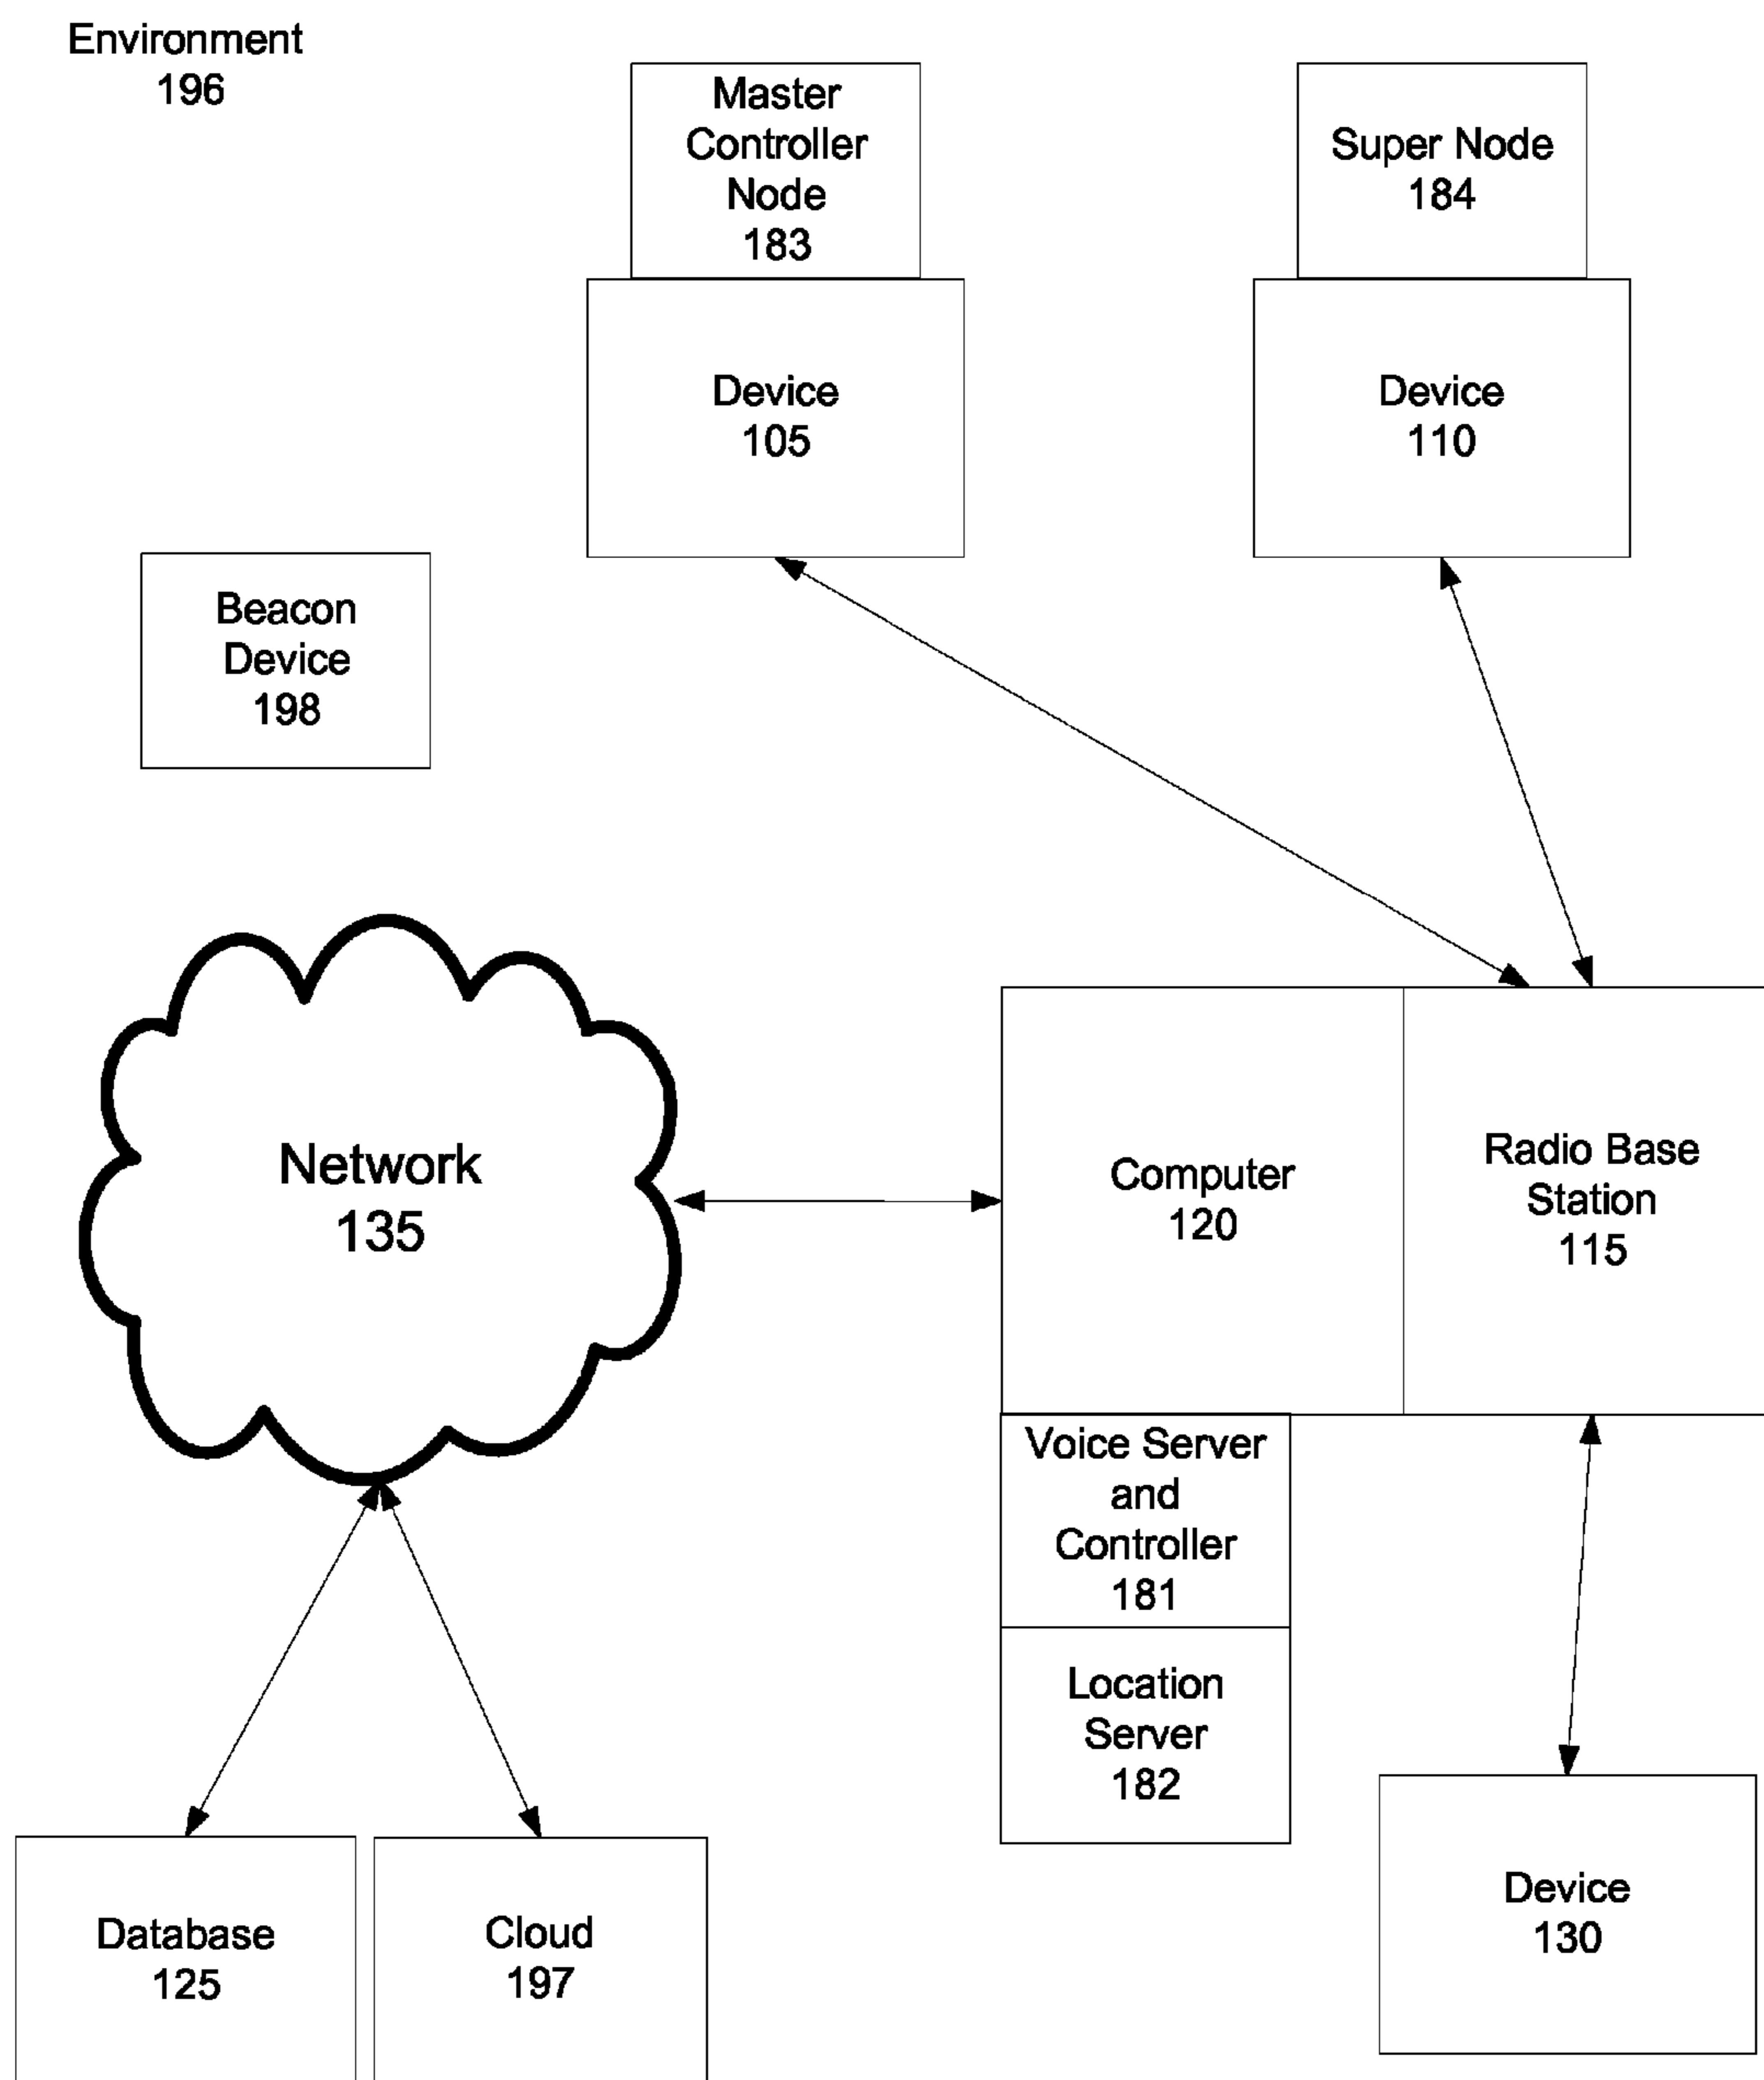 Environment
196
Master
Controller
Node
183
Super Node
184
Device
105
Device
110
Beacon
Device
198
Network
135
Computer
120
Radio Base
Station
115
Voice Server
and
Controller
181
Location
Server
182
Device
130
Database
125
Cloud
197